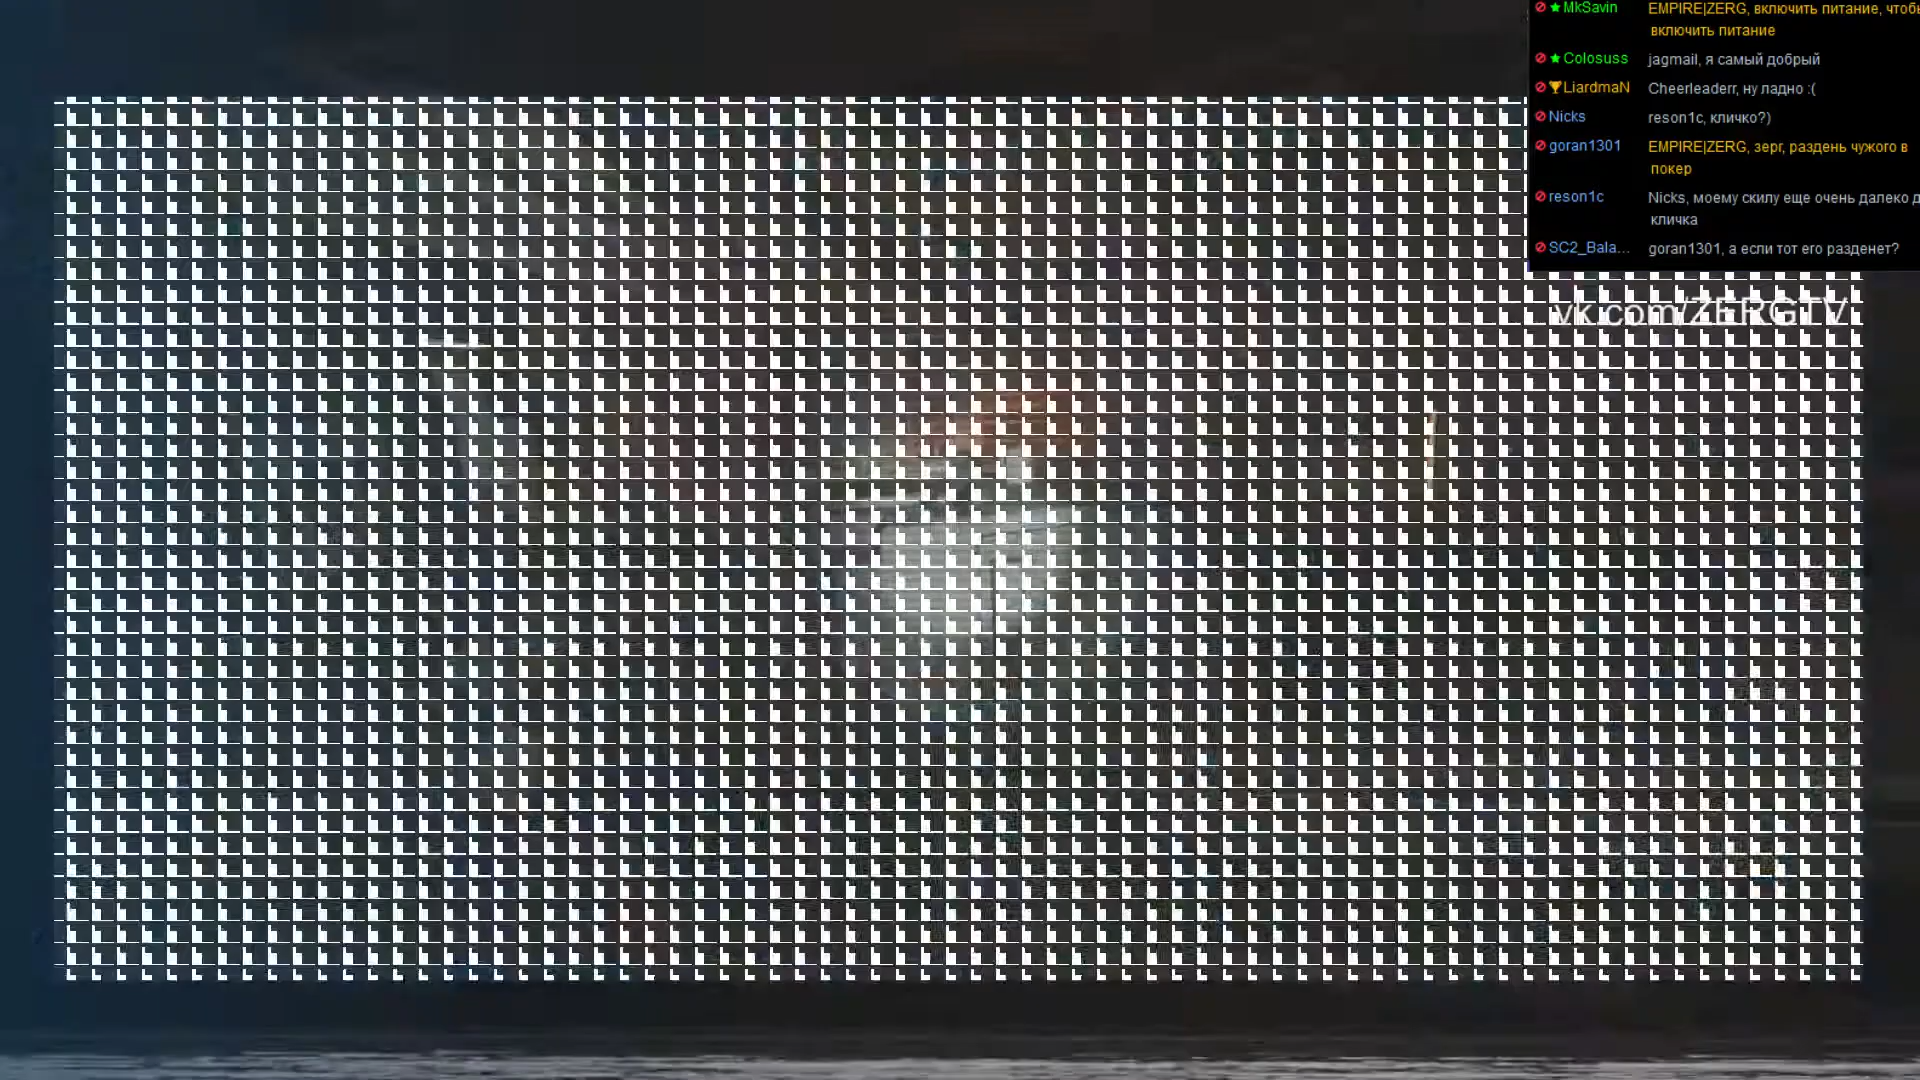 MkSavin EMPIRE|ZERG, включить питание, чтобы
включить питание
Colosuss jagmail, я самый добрый
LiardmaN Cheerleaderr, ну ладно :(
Nicks reson1c, кличко?)
goran1301 EMPIRE|ZERG, зерг, раздень чужого в
покер
reson1c Nicks, моему скилу еще очень далеко д
кличка
SC2_Bala... goran1301, а если тот его разденет?
vk.com/ZERGTV